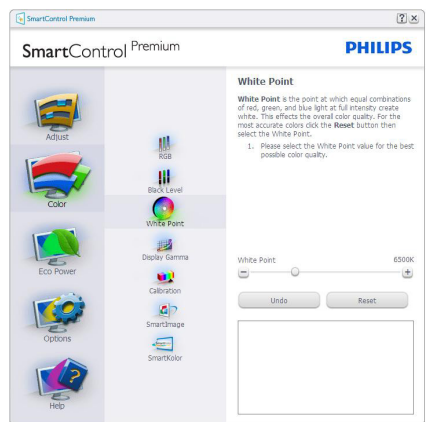 SmartControl Premium
SmartControl Premium
PHILIPS
Adjust
Color
Eco Power
Options
Help
RGB
Black Level
White Point
Display Gamma
Calibration
SmartImage
SmartKolor
White Point
White Point is the point at which equal combinations
of red, green, and blue light at full intensity create
white. This effects the overall color quality. For the
most accurate colors click the Reset button then
select the White Point.
1. Please select the White Point value for the best
possible color quality.
White Point 6500K
Undo Reset